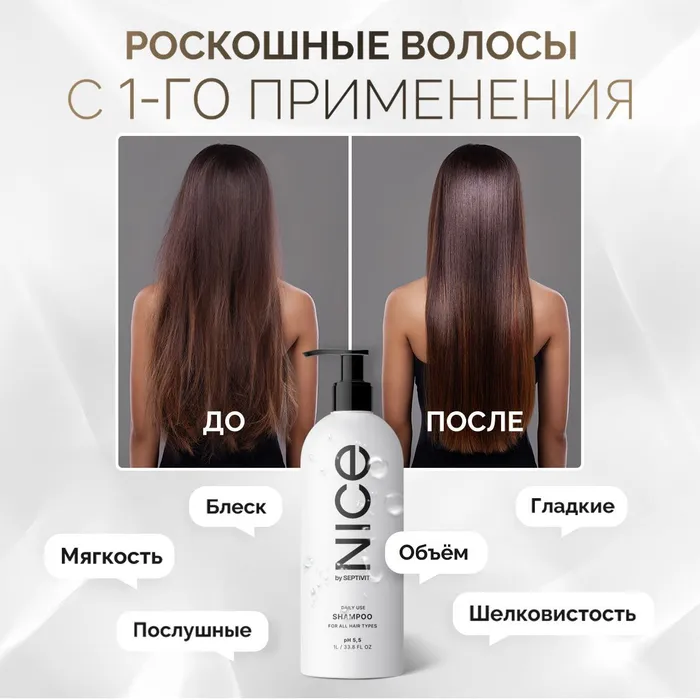 РОСКОШНЫЕ ВОЛОСЫ
С 1-ГО ПРИМЕНЕНИЯ
ДО
ПОСЛЕ
Блеск
Гладкие
Мягкость
Объём
Послушные
Шелковистость
NICE
by SEPTIVIT
DAILY USE
SHAMPOO
FOR ALL HAIR TYPES
pH 5,5
1L / 33.8 FL OZ